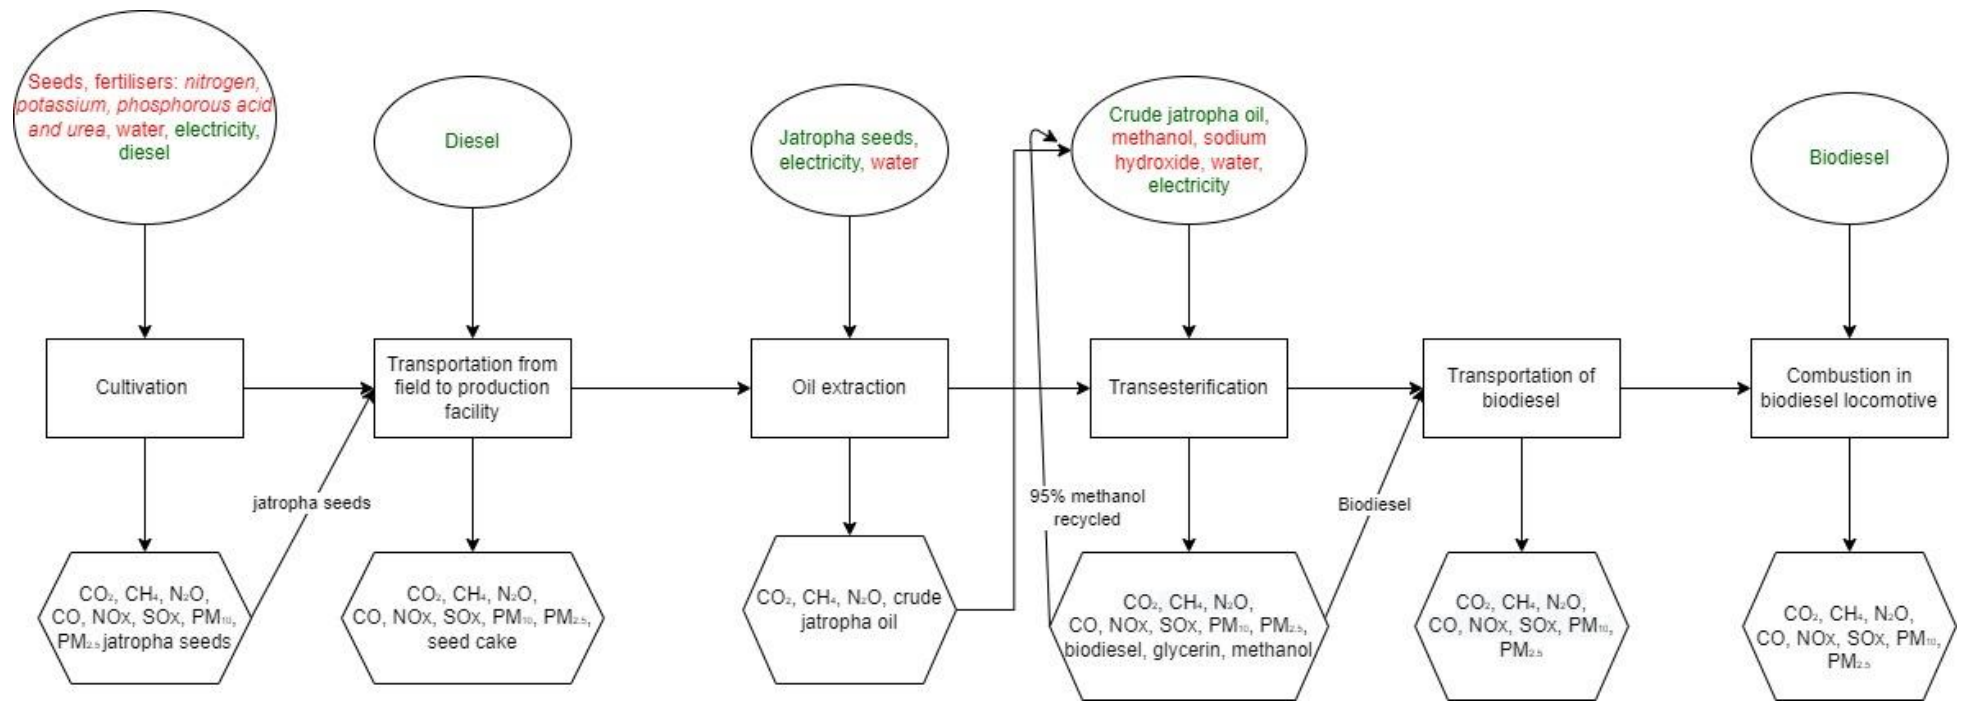 Seeds, fertilisers: nitrogen,
potassium, phosphorous acid
and urea, water, electricity,
diesel
Diesel
Jatropha seeds,
electricity, water
Crude jatropha oil,
methanol, sodium
hydroxide, water,
electricity
Biodiesel
Cultivation
Transportation from
field to production
facility
Oil extraction
Transesterification
Transportation of
biodiesel
Combustion in
biodiesel locomotive
jatropha seeds
95% methanol
recycled
Biodiesel
CO₂, CH₄, N₂O,
CO, NOx, SOx, PM₁₀,
PM₂.₅ jatropha seeds
CO₂, CH₄, N₂O,
CO, NOx, SOx, PM₁₀, PM₂.₅,
seed cake
CO₂, CH₄, N₂O, crude
jatropha oil
CO₂, CH₄, N₂O,
CO, NOx, SOx, PM₁₀, PM₂.₅,
biodiesel, glycerin, methanol
CO₂, CH₄, N₂O,
CO, NOx, SOx, PM₁₀,
PM₂.₅
CO₂, CH₄, N₂O,
CO, NOx, SOx, PM₁₀,
PM₂.₅